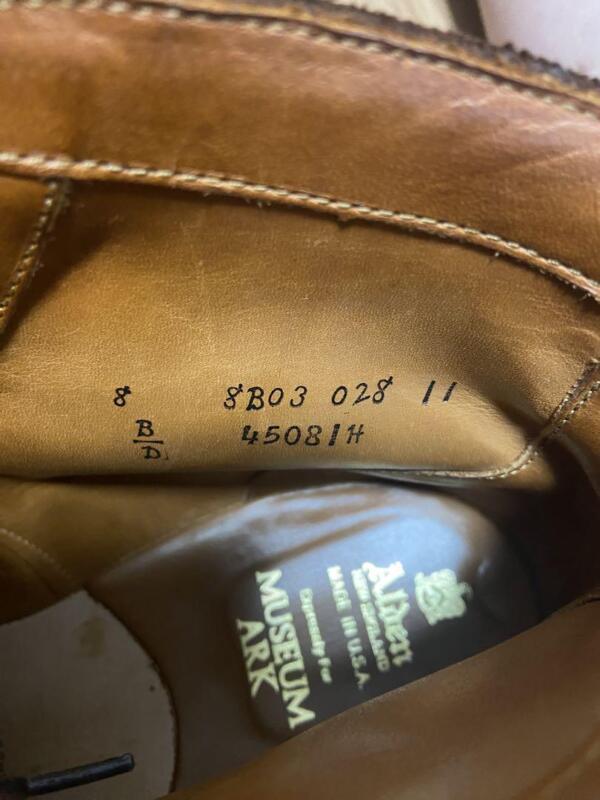 8 8B03 028 11
B/D 45081H
Alden
NEW ENGLAND
MADE IN U.S.A.
Expressly For
MUSEUM
ARK